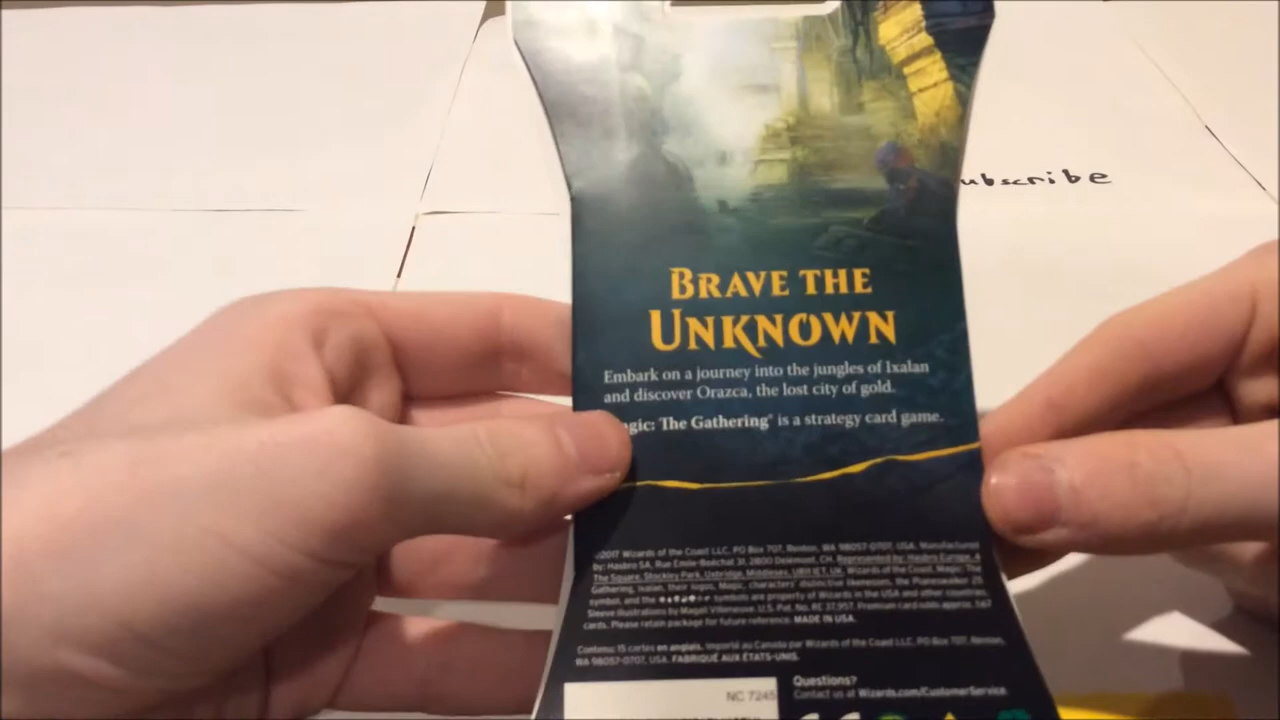 ubscribe
BRAVE THE
UNKNOWN
Embark on a journey into the jungles of Ixalan
and discover Orazca, the lost city of gold.
gic: The Gathering® is a strategy card game.
©2017 Wizards of the Coast LLC, PO Box 707, Renton, WA 98057-0707, USA. Manufactured
by: Hasbro SA, Rue Emile-Boéchat 31, 2800 Delémont, CH. Represented by: Hasbro Europe, 4
The Square, Stockley Park, Uxbridge, Middlesex, UB11 1ET, UK. Wizards of the Coast, Magic: The
Gathering, Ixalan, their logos, Magic, characters' distinctive likenesses, the Planeswalker
symbol, and the symbols are property of Wizards in the USA and other countries.
Sleeve illustrations by Magali Villeneuve. U.S. Pat. No. RE 37,957. Premium card odds approx. 1:67
cards. Please retain package for future reference. MADE IN USA.
Contenu: 15 cartes en anglais. Importé au Canada par Wizards of the Coast LLC, PO Box 707, Renton,
WA 98057-0707, USA. FABRIQUÉ AUX ÉTATS-UNIS.
NC 7245
Questions?
Contact us at Wizards.com/CustomerService.